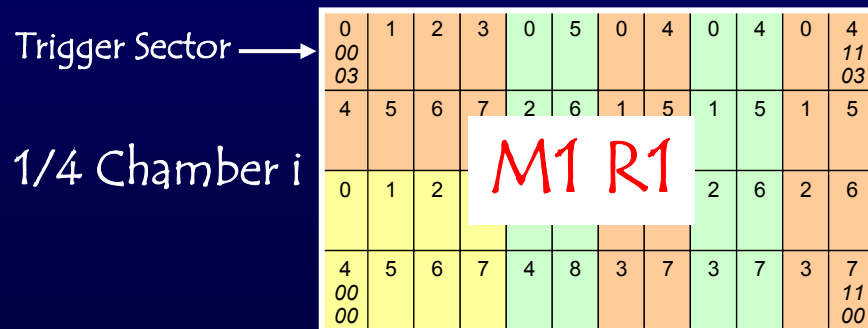 Trigger Sector
0 1 2 3 0 5 0 4 0 4 0 4
00 11
03 03
4 5 6 7 2 6 1 5 1 5 1 5
1/4 Chamber i
M1 R1
0 1 2 2 6 2 6
4 5 6 7 4 8 3 7 3 7 3 7
00 11
00 00